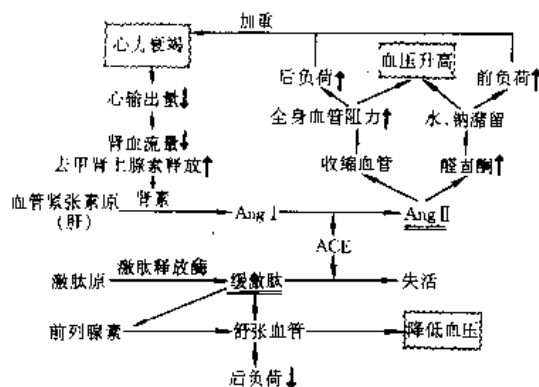 加重
心力衰竭
血压升高
后负荷↑
前负荷↑
心输出量↓
全身血管阻力↑
水、钠潴留
肾血流量↓
去甲肾上腺素释放↑
收缩血管
醛固酮↑
肾素
血管紧张素原
(肝)
AngⅠ
AngⅡ
ACE
激肽释放酶
激肽原
缓激肽
失活
前列腺素
舒张血管
降低血压
后负荷↓